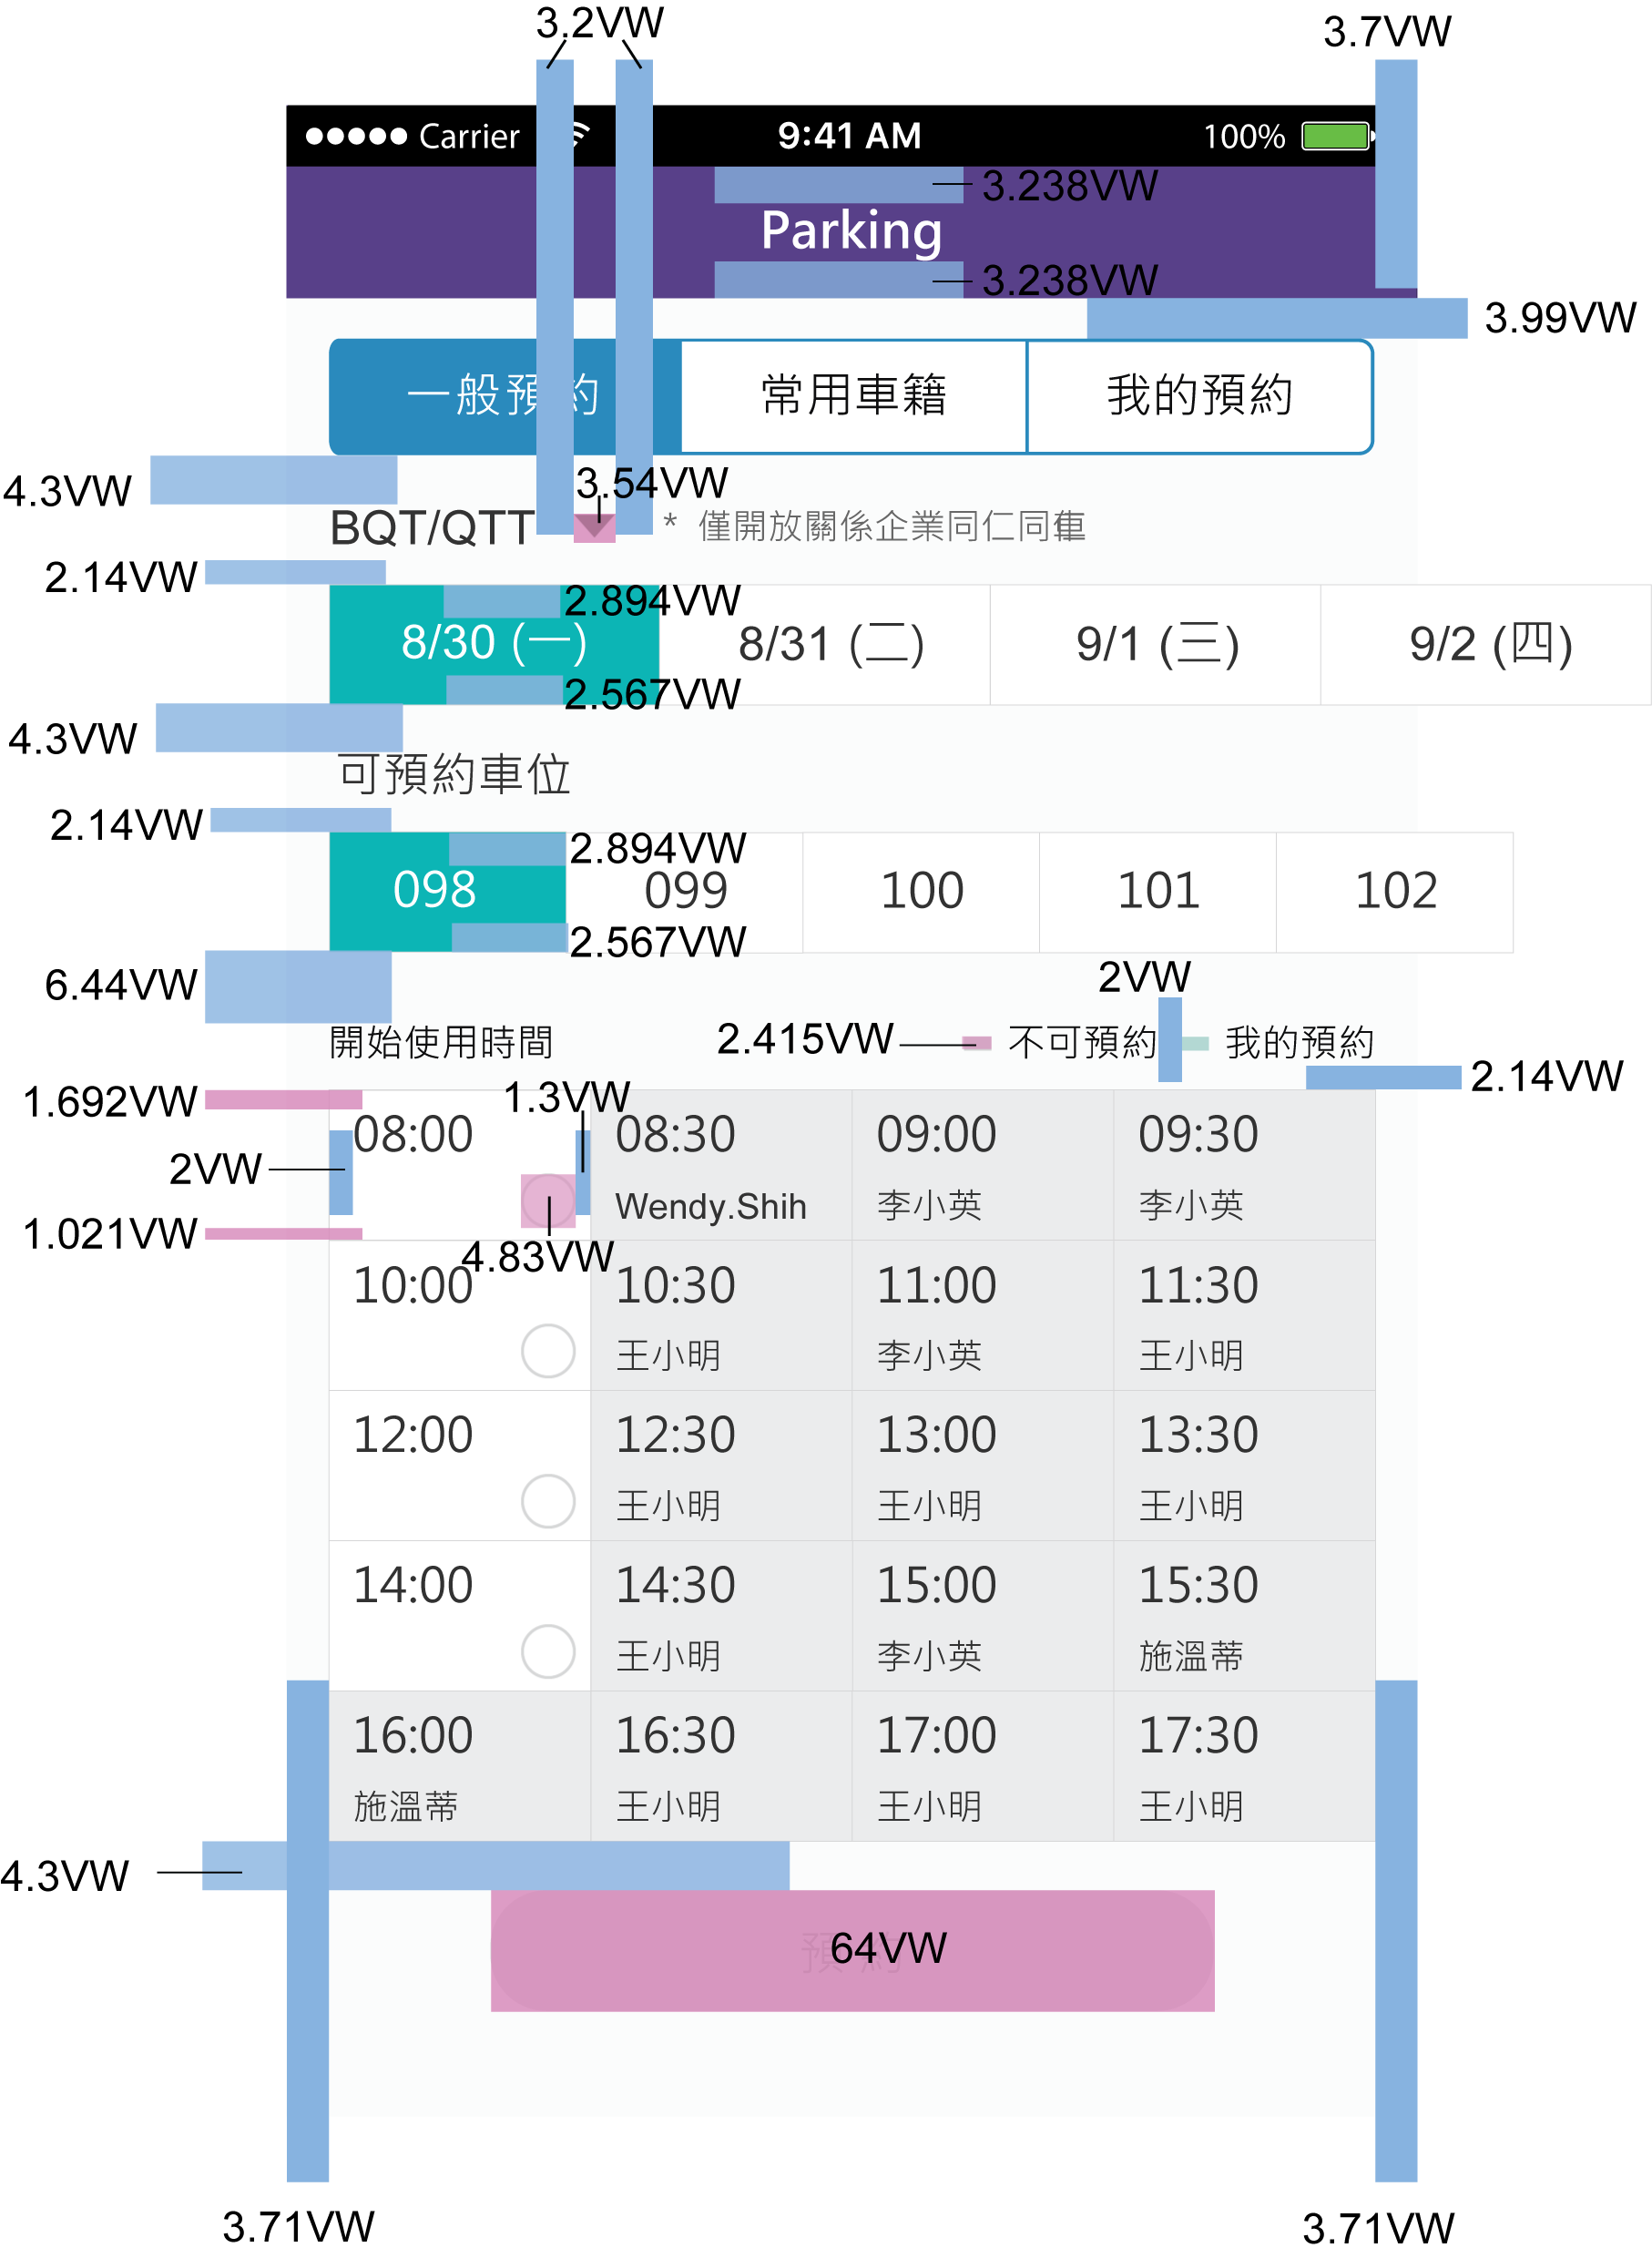 3.2VW
3.7VW
Carrier 9:41 AM 100%
3.238VW
Parking
3.238VW
3.99VW
一般預約 常用車籍 我的預約
4.3VW
3.54VW
BQT/QTT * 僅開放關係企業同仁同車
2.14VW
2.894VW
8/30 (一) 8/31 (二) 9/1 (三) 9/2 (四)
2.567VW
4.3VW
可預約車位
2.14VW
2.894VW
098 099 100 101 102
2.567VW
6.44VW
2VW
開始使用時間 2.415VW 不可預約 我的預約
2.14VW
1.692VW
1.3VW
08:00 08:30 09:00 09:30
2VW
Wendy.Shih 李小英 李小英
1.021VW
4.83VW
10:00 10:30 11:00 11:30
王小明 李小英 王小明
12:00 12:30 13:00 13:30
王小明 王小明 王小明
14:00 14:30 15:00 15:30
王小明 李小英 施溫蒂
16:00 16:30 17:00 17:30
施溫蒂 王小明 王小明 王小明
4.3VW
預約
64VW
3.71VW
3.71VW